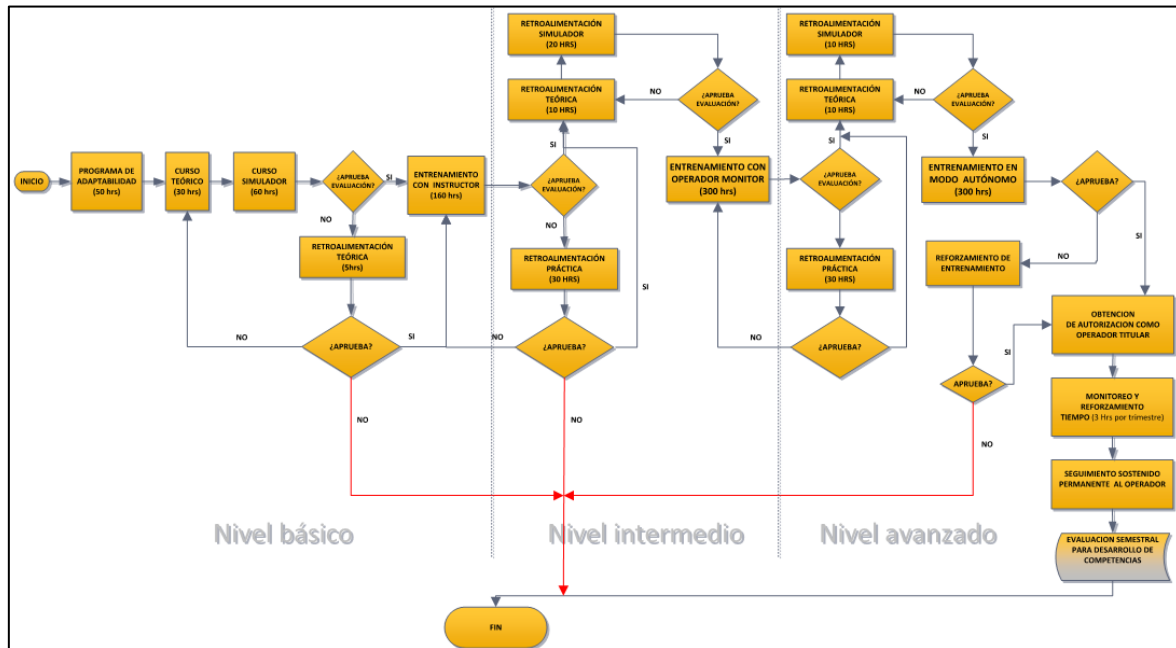 INICIO
PROGRAMA DE
ADAPTABILIDAD
(50 hrs)
CURSO
TEÓRICO
(30 hrs)
CURSO
SIMULADOR
(60 hrs)
¿APRUEBA
EVALUACIÓN?
SI
NO
RETROALIMENTACIÓN
TEÓRICA
(5hrs)
¿APRUEBA?
NO
SI
NO
ENTRENAMIENTO
CON INSTRUCTOR
(160 hrs)
Nivel básico
RETROALIMENTACIÓN
SIMULADOR
(20 HRS)
RETROALIMENTACIÓN
TEÓRICA
(10 HRS)
NO
¿APRUEBA
EVALUACIÓN?
SI
SI
¿APRUEBA
EVALUACIÓN?
NO
RETROALIMENTACIÓN
PRÁCTICA
(30 HRS)
SI
¿APRUEBA?
NO
NO
ENTRENAMIENTO CON
OPERADOR MONITOR
(300 hrs)
Nivel intermedio
RETROALIMENTACIÓN
SIMULADOR
(10 HRS)
RETROALIMENTACIÓN
TEÓRICA
(10 HRS)
NO
¿APRUEBA
EVALUACIÓN?
SI
SI
¿APRUEBA
EVALUACIÓN?
RETROALIMENTACIÓN
PRÁCTICA
(30 HRS)
¿APRUEBA?
NO
ENTRENAMIENTO EN
MODO AUTÓNOMO
(300 hrs)
¿APRUEBA?
SI
NO
REFORZAMIENTO DE
ENTRENAMIENTO
APRUEBA?
SI
NO
OBTENCION
DE AUTORIZACION COMO
OPERADOR TITULAR
MONITOREO Y
REFORZAMIENTO
TIEMPO (3 Hrs por trimestre)
SEGUIMIENTO SOSTENIDO
PERMANENTE AL OPERADOR
EVALUACION SEMESTRAL
PARA DESARROLLO DE
COMPETENCIAS
Nivel avanzado
FIN